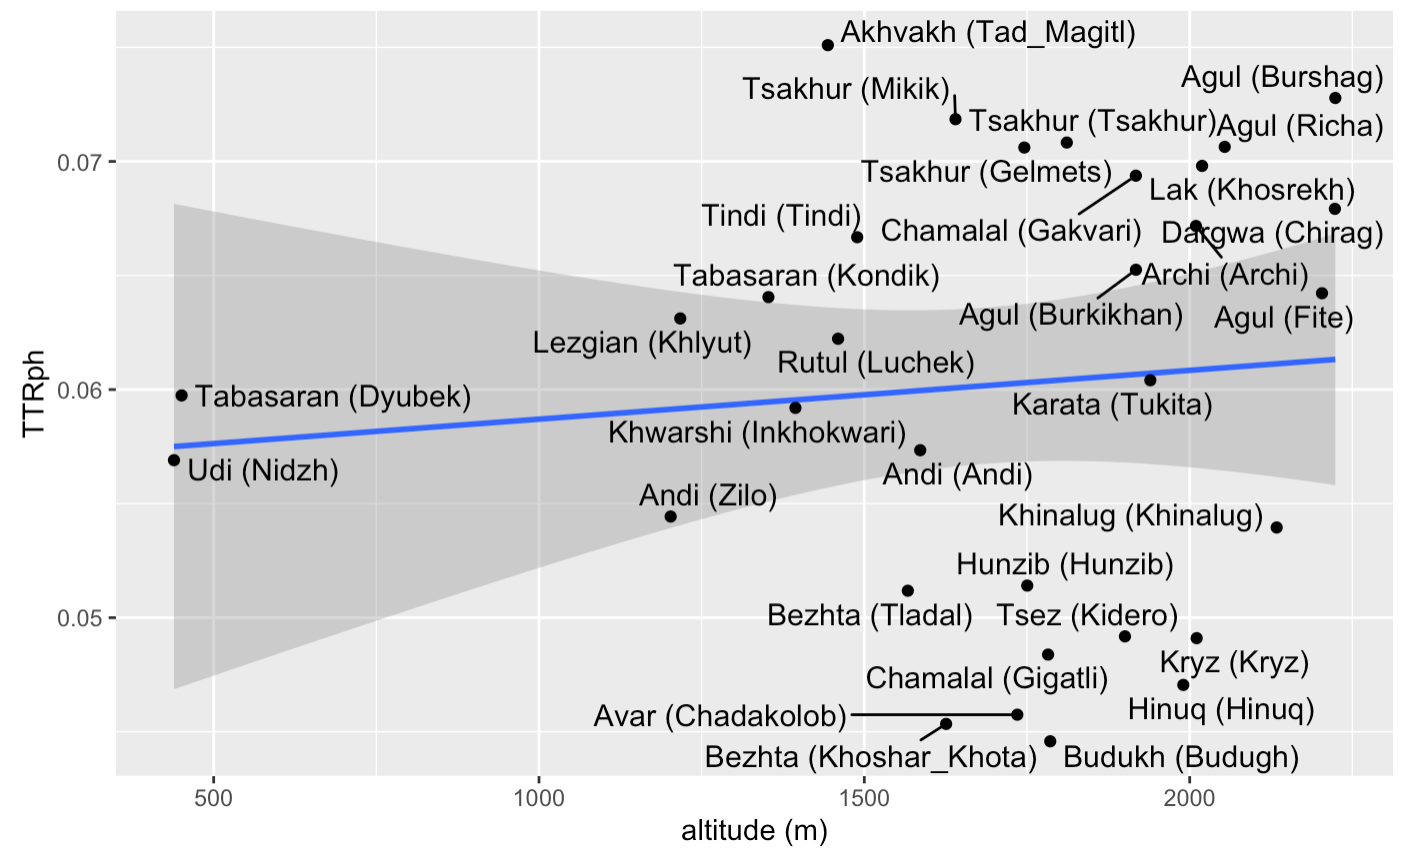 Akhvakh (Tad_Magitl)
Agul (Burshag)
Tsakhur (Mikik)
Tsakhur (Tsakhur)
Agul (Richa)
0.07
Tsakhur (Gelmets)
Lak (Khosrekh)
Tindi (Tindi)
Chamalal (Gakvari)
Dargwa (Chirag)
Tabasaran (Kondik)
Archi (Archi)
Agul (Burkikhan)
Agul (Fite)
Lezgian (Khlyut)
Rutul (Luchek)
0.06
TTRph
Tabasaran (Dyubek)
Karata (Tukita)
Khwarshi (Inkhokwari)
Udi (Nidzh)
Andi (Andi)
Andi (Zilo)
Khinalug (Khinalug)
Hunzib (Hunzib)
0.05
Bezhta (Tladal)
Tsez (Kidero)
Kryz (Kryz)
Chamalal (Gigatli)
Hinuq (Hinuq)
Avar (Chadakolob)
Bezhta (Khoshar_Khota)
Budukh (Budugh)
500 1000 1500 2000
altitude (m)